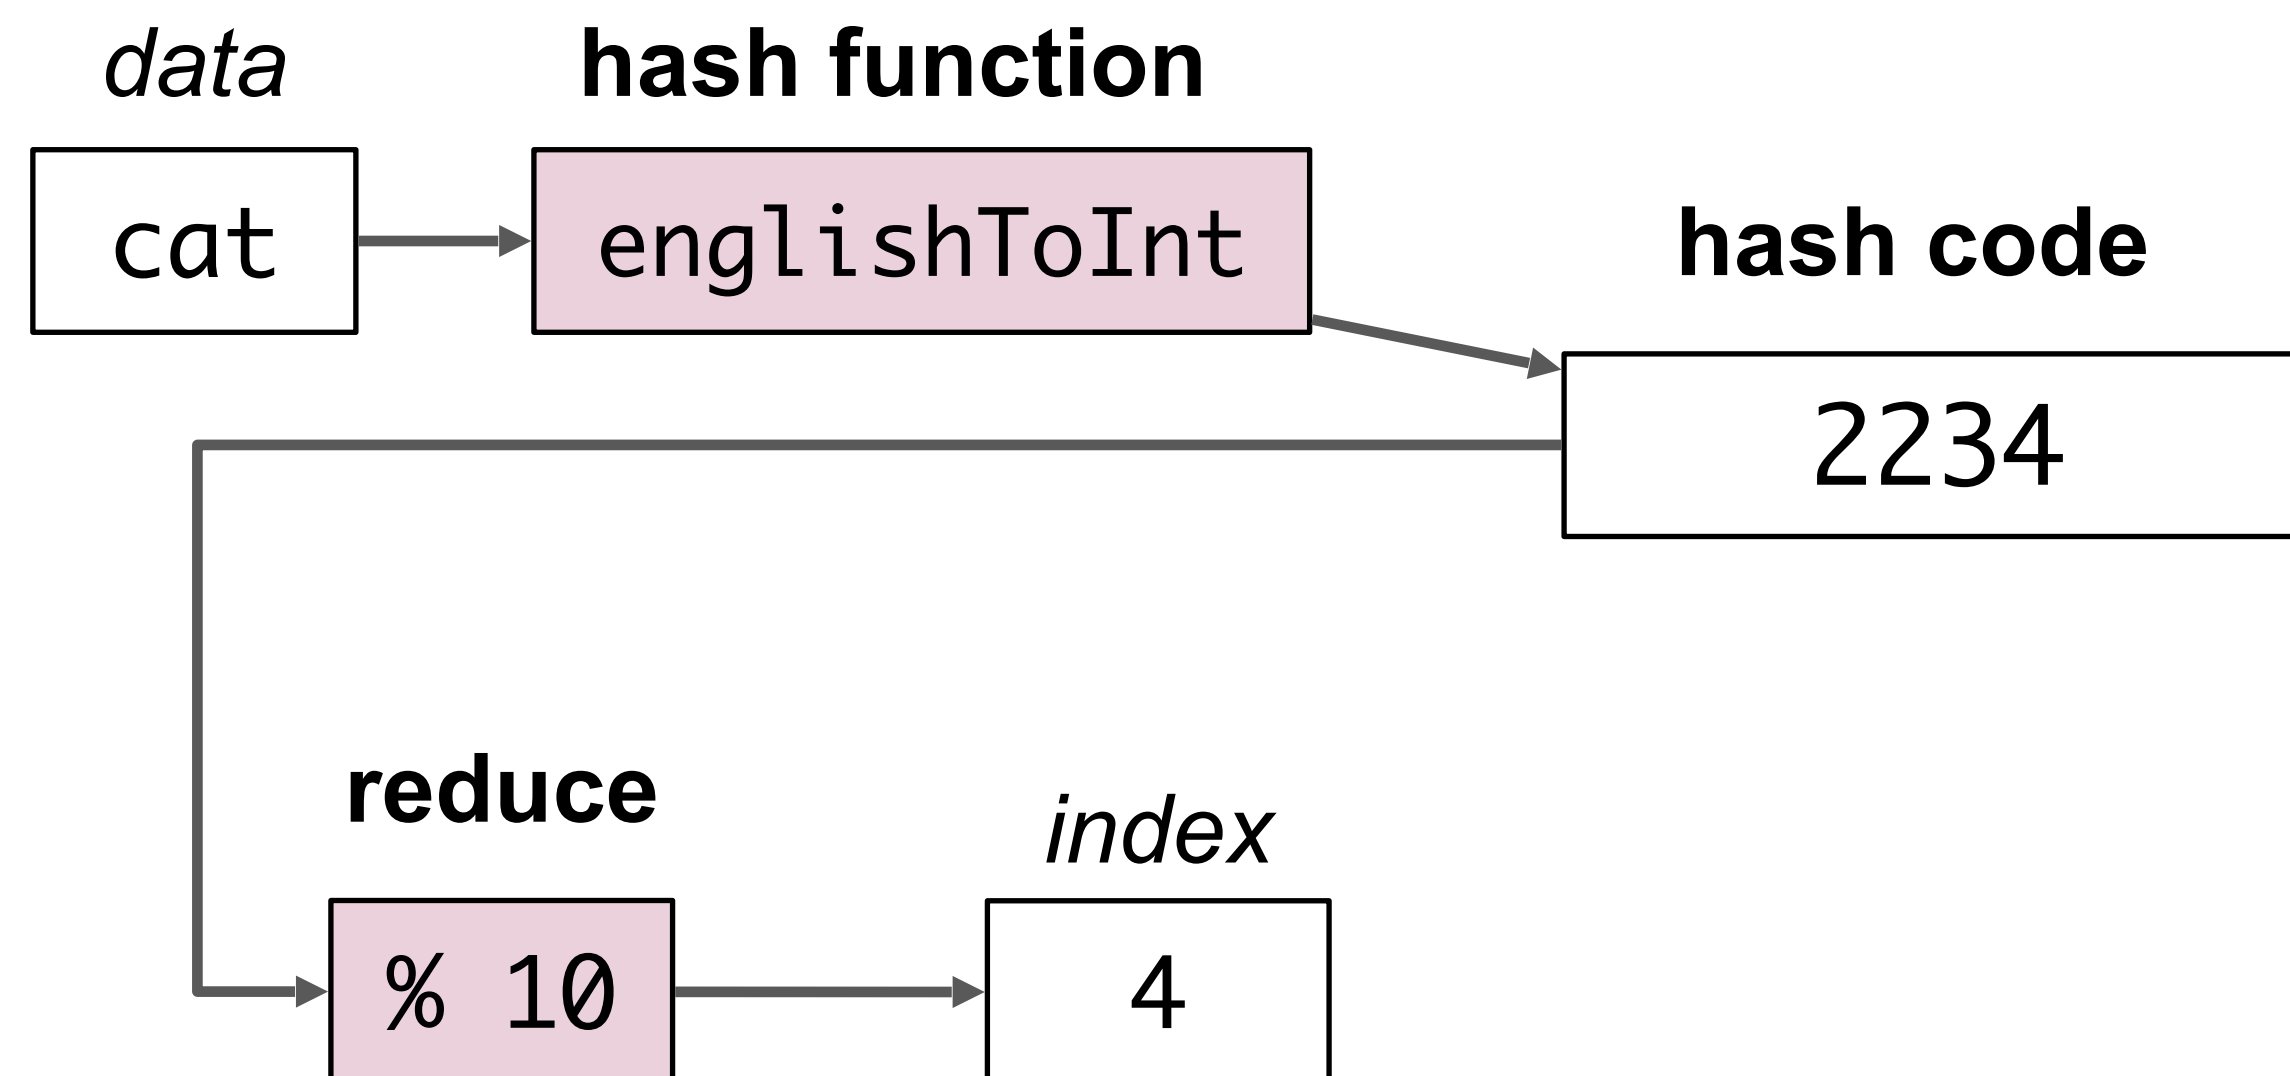 data
hash function
cat
englishToInt
hash code
2234
reduce
index
% 10
4